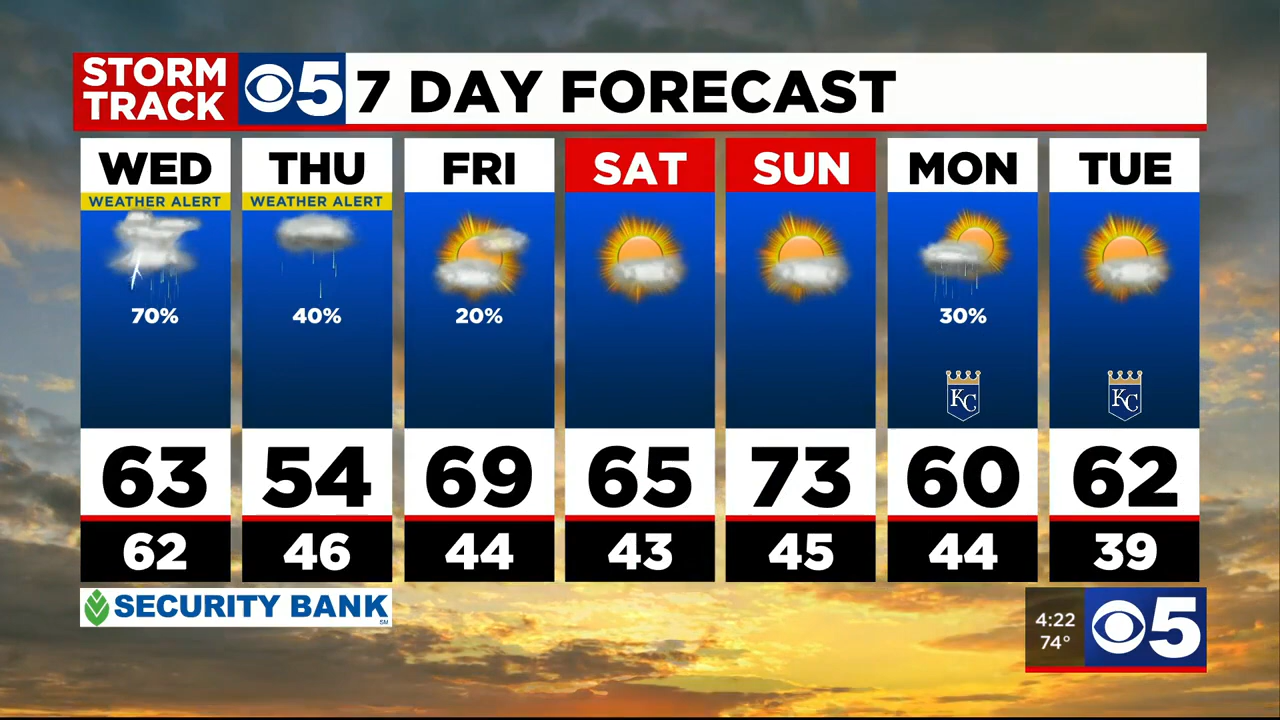 STORM
TRACK
5
7 DAY FORECAST
WED THU FRI SAT SUN MON TUE
WEATHER ALERT WEATHER ALERT
70% 40% 20% 30%
KC KC
63 54 69 65 73 60 62
62 46 44 43 45 44 39
SECURITY BANK SM
4:22
74°
5